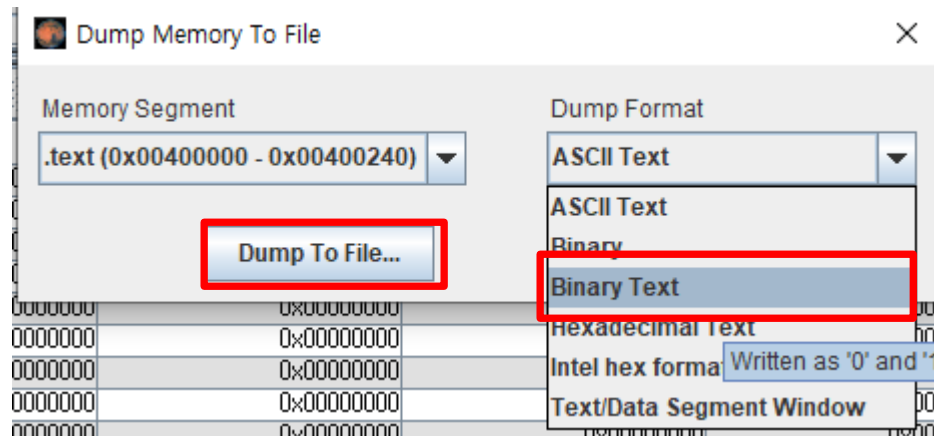 Dump Memory To File
Memory Segment
Dump Format
.text (0x00400000 - 0x00400240)
ASCII Text
Dump To File...
ASCII Text
Binary
Binary Text
Hexadecimal Text
Intel hex format
Written as '0' and '1
Text/Data Segment Window
0x00000000
0x00000000
0x00000000
0x00000000
0x00000000